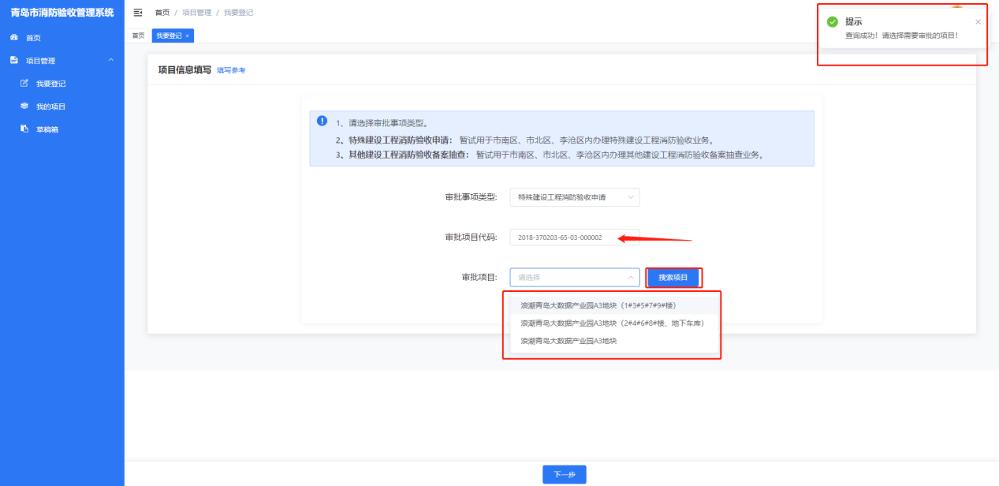 青岛市消防验收管理系统
首页 / 项目管理 / 我要登记
首页
项目管理
我要登记
我的项目
草稿箱
首页
我要登记 ×
提示
查询成功！请选择需要审批的项目！
项目信息填写 填写参考
1、请选择审批事项类型。
2、特殊建设工程消防验收申请： 暂试用于市南区、市北区、李沧区内办理特殊建设工程消防验收业务。
3、其他建设工程消防验收备案抽查： 暂试用于市南区、市北区、李沧区内办理其他建设工程消防验收备案抽查业务。
审批事项类型: 特殊建设工程消防验收申请
审批项目代码: 2018-370203-65-03-000002
审批项目: 请选择 搜索项目
浪潮青岛大数据产业园A3地块（1#3#5#7#9#楼）
浪潮青岛大数据产业园A3地块（2#4#6#8#楼、地下车库）
浪潮青岛大数据产业园A3地块
下一步